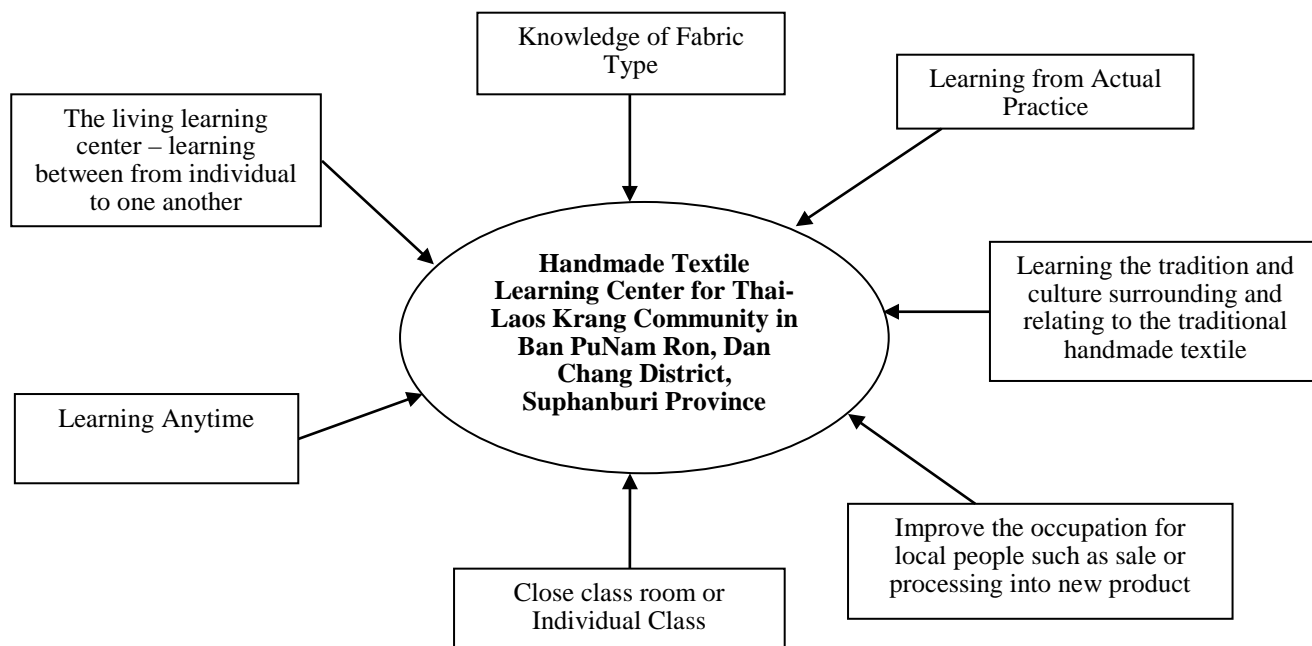 Knowledge of Fabric
Type
Learning from Actual
Practice
The living learning
center – learning
between from individual
to one another
Handmade Textile
Learning Center for Thai-
Laos Krang Community in
Ban PuNam Ron, Dan
Chang District,
Suphanburi Province
Learning the tradition and
culture surrounding and
relating to the traditional
handmade textile
Learning Anytime
Improve the occupation for
local people such as sale or
processing into new product
Close class room or
Individual Class